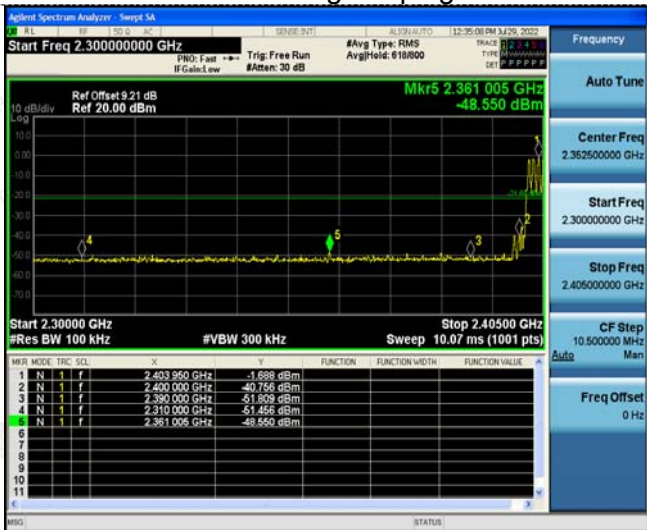 Agilent Spectrum Analyzer - Swept SA
RL RF 50 Ω AC SENSE:INT ALIGNAUTO 12:35:08 PM Jul 29, 2022
Start Freq 2.300000000 GHz
PNO: Fast Trig: Free Run #Avg Type: RMS TRACE 1 2 3 4 5 6
IFGain:Low #Atten: 30 dB Avg|Hold: 618/800 TYPE
DET P P P P P P
Frequency
Auto Tune
Center Freq
2.352500000 GHz
Start Freq
2.300000000 GHz
Stop Freq
2.405000000 GHz
CF Step
10.500000 MHz
Auto Man
Freq Offset
0 Hz
Ref Offset 9.21 dB
Ref 20.00 dBm
10 dB/div
Log
Mkr5 2.361 005 GHz
-48.550 dBm
10.0
0.00
-10.0
-20.0
-30.0
-40.0
-50.0
-60.0
-70.0
1
2
3
4
5
Start 2.30000 GHz Stop 2.40500 GHz
#Res BW 100 kHz #VBW 300 kHz Sweep 10.07 ms (1001 pts)
MKR MODE TRC SCL X Y FUNCTION FUNCTION WIDTH FUNCTION VALUE
1 N 1 f 2.403 950 GHz -1.688 dBm
2 N 1 f 2.400 000 GHz -40.756 dBm
3 N 1 f 2.390 000 GHz -51.809 dBm
4 N 1 f 2.310 000 GHz -51.456 dBm
5 N 1 f 2.361 005 GHz -48.550 dBm
6
7
8
9
10
11
MSG STATUS